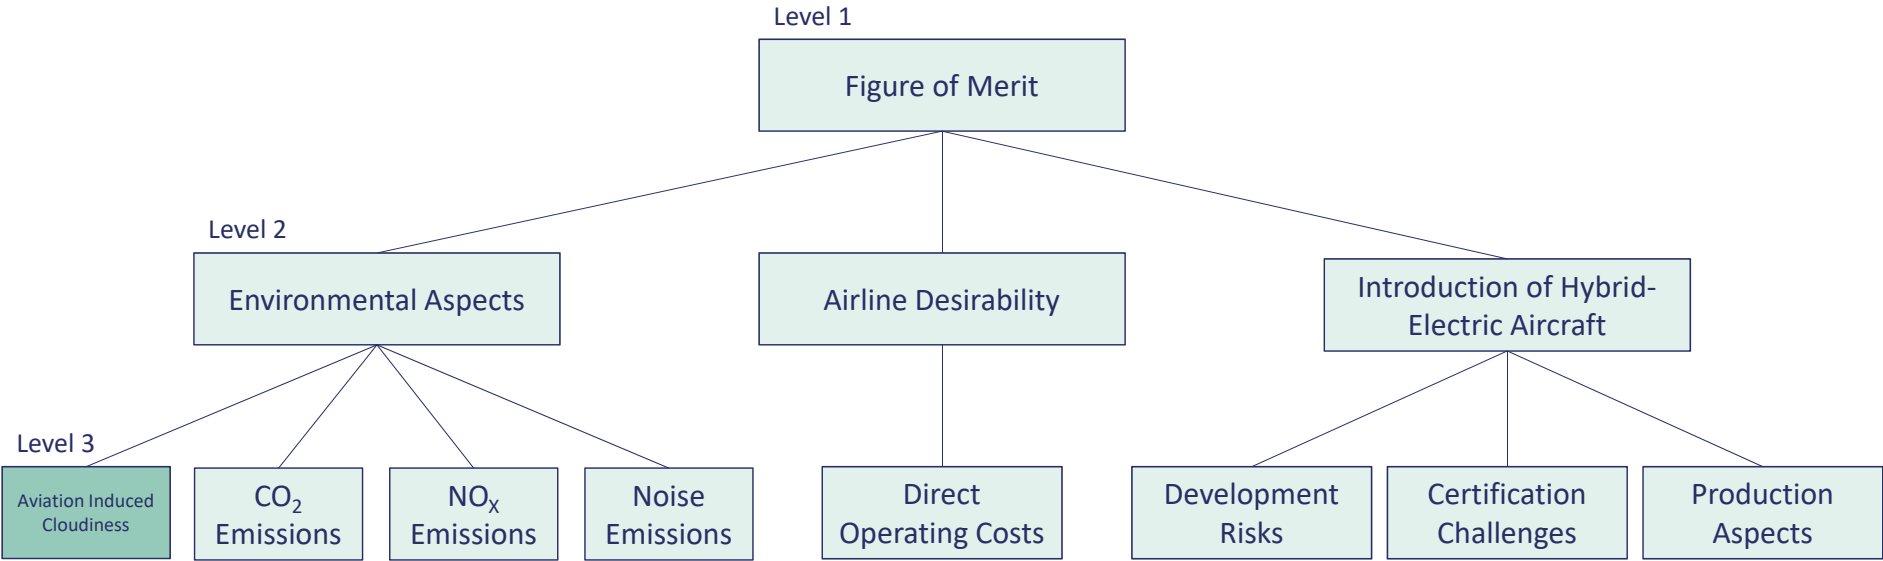 Level 1
Figure of Merit
Level 2
Environmental Aspects
Airline Desirability
Introduction of Hybrid-
Electric Aircraft
Level 3
Aviation Induced
Cloudiness
CO₂
Emissions
NOₓ
Emissions
Noise
Emissions
Direct
Operating Costs
Development
Risks
Certification
Challenges
Production
Aspects